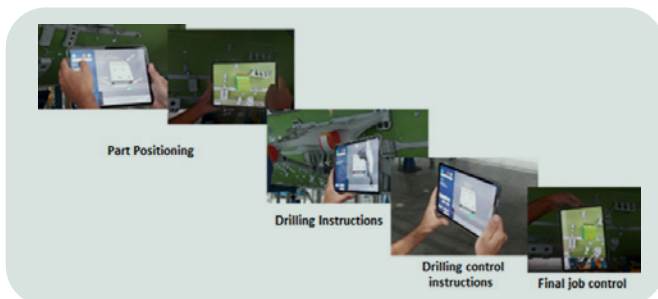 Part Positioning
Drilling Instructions
Drilling control
instructions
Final job control